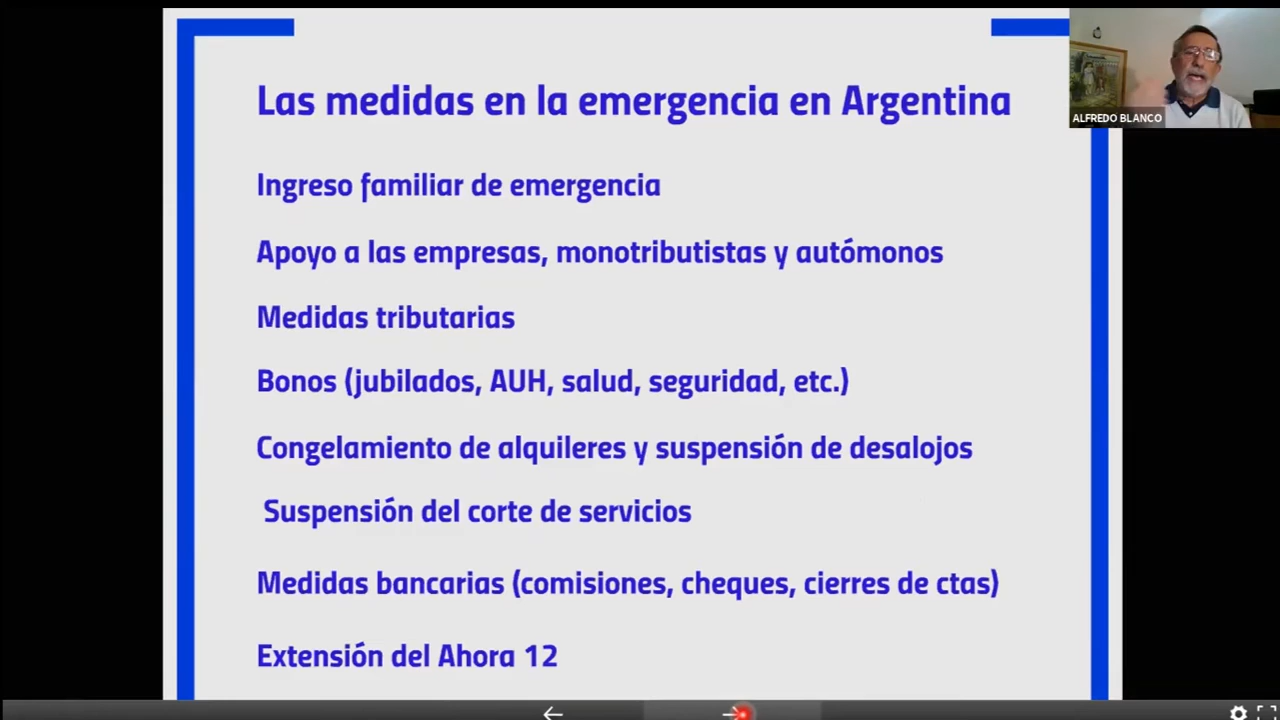 Las medidas en la emergencia en Argentina
ALFREDO BLANCO
Ingreso familiar de emergencia
Apoyo a las empresas, monotributistas y autómonos
Medidas tributarias
Bonos (jubilados, AUH, salud, seguridad, etc.)
Congelamiento de alquileres y suspensión de desalojos
Suspensión del corte de servicios
Medidas bancarias (comisiones, cheques, cierres de ctas)
Extensión del Ahora 12